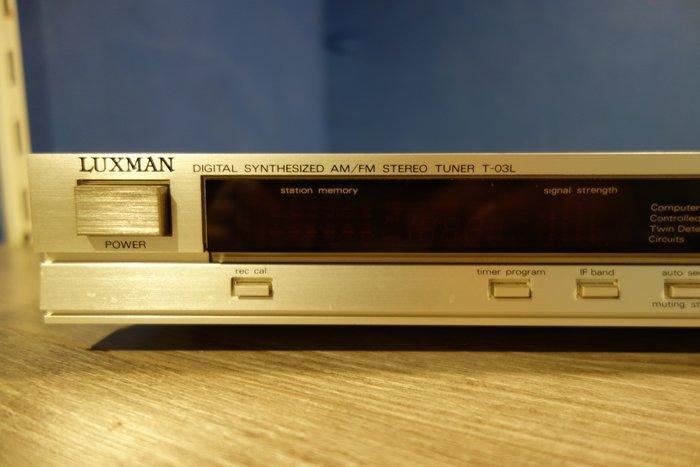 LUXMAN DIGITAL SYNTHESIZED AM/FM STEREO TUNER T-03L
station memory
signal strength
Computer
Controlled
Twin Dete
Circuits
POWER
rec cal.
timer program
IF band
auto se
muting, st